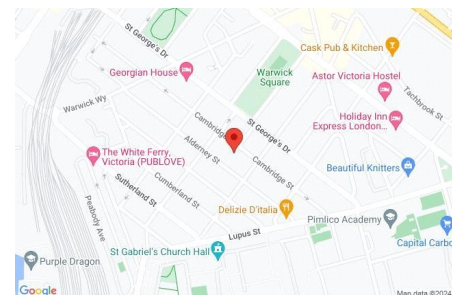 St George's Dr
Cask Pub & Kitchen
Georgian House
Warwick
Square
Astor Victoria Hostel
Tachbrook St
Warwick Wy
Cambridge
St George's Dr
Holiday Inn
Express London...
Alderney St
Cambridge St
The White Ferry,
Victoria (PUBLOVE)
Beautiful Knitters
Cumberland St
Sutherland St
Peabody Ave
Delizie D'italia
Pimlico Academy
Lupus St
St Gabriel's Church Hall
Capital Carbo
Purple Dragon
Google
Map data ©2024